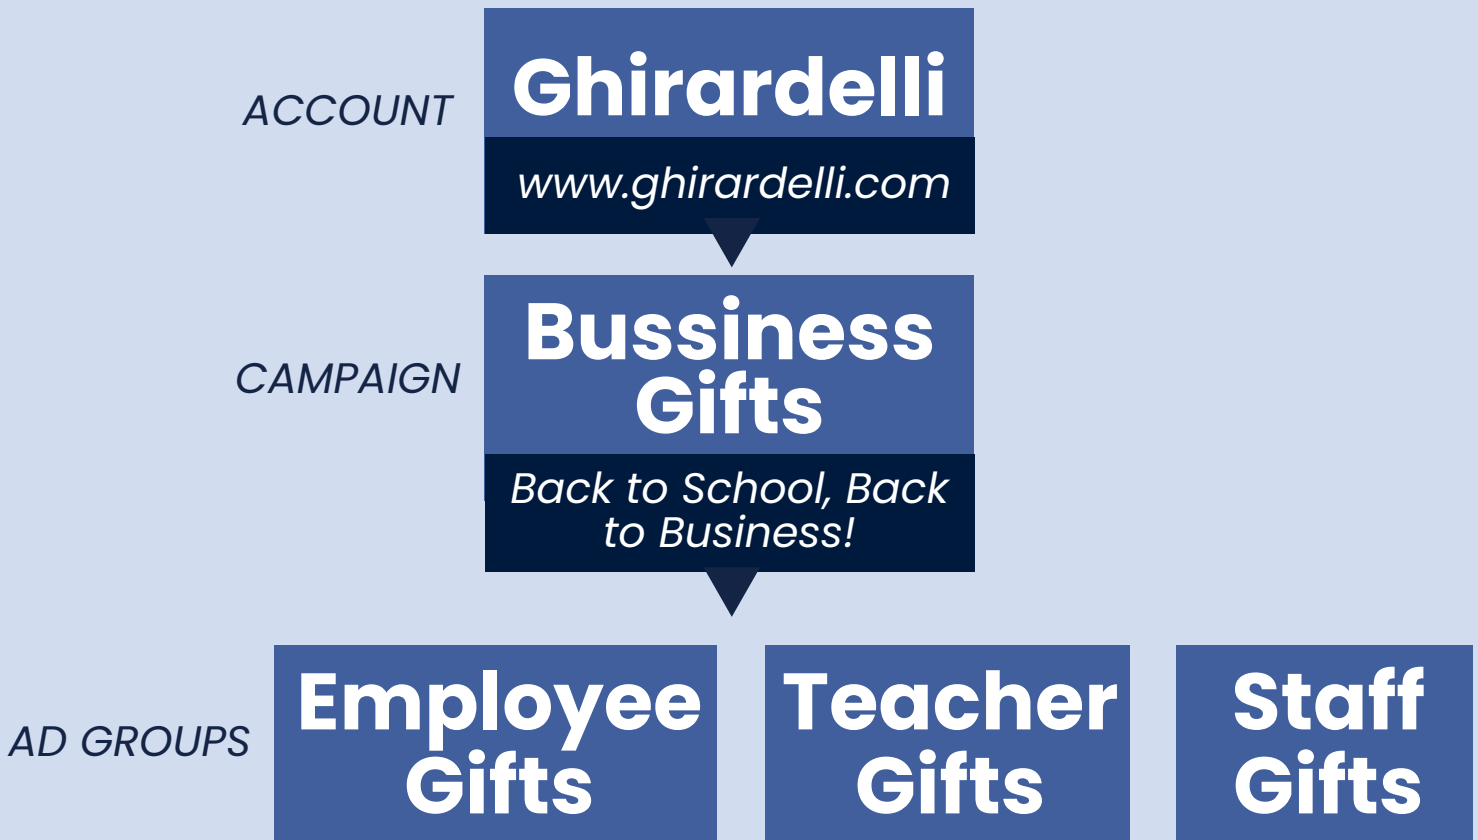 ACCOUNT
Ghirardelli
www.ghirardelli.com
CAMPAIGN
Bussiness
Gifts
Back to School, Back
to Business!
AD GROUPS
Employee
Gifts
Teacher
Gifts
Staff
Gifts